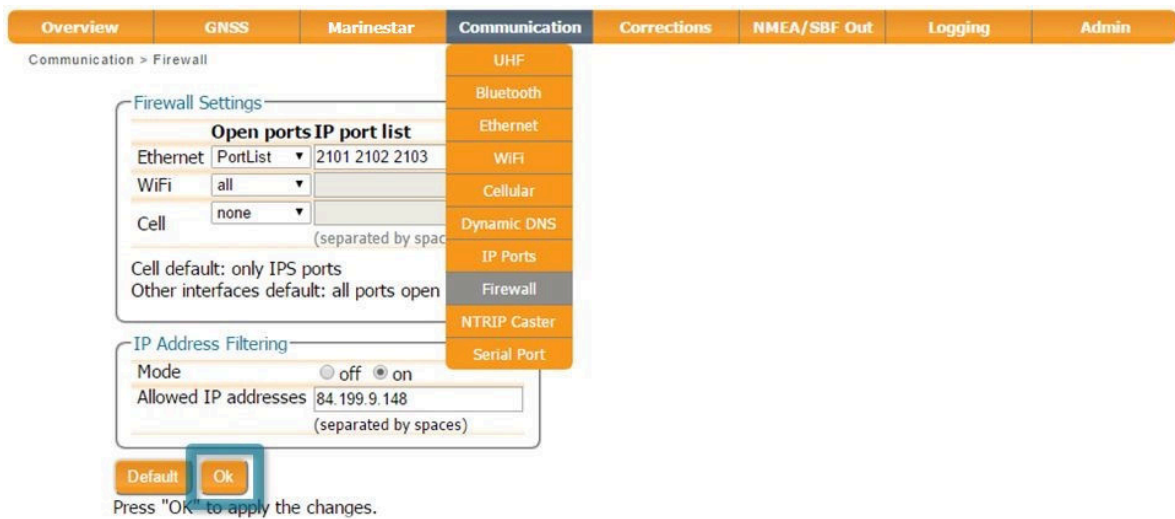 Overview GNSS Marinestar Communication Corrections NMEA/SBF Out Logging Admin
Communication > Firewall
UHF
Bluetooth
Ethernet
WiFi
Cellular
Dynamic DNS
IP Ports
Firewall
NTRIP Caster
Serial Port
Firewall Settings
Open ports IP port list
Ethernet PortList 2101 2102 2103
WiFi all
Cell none
(separated by spac
Cell default: only IPS ports
Other interfaces default: all ports open
IP Address Filtering
Mode off on
Allowed IP addresses 84.199.9.148
(separated by spaces)
Default Ok
Press "OK" to apply the changes.